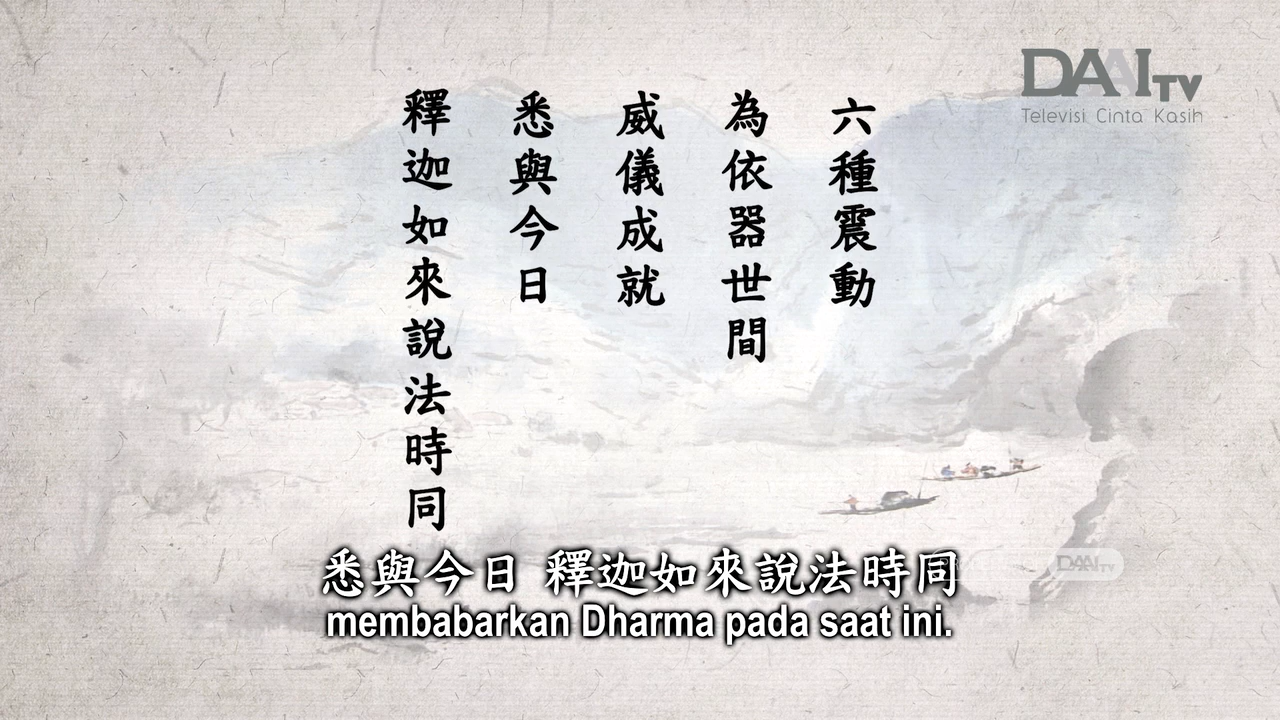 六種震動
為依器世間
威儀成就
悉與今日
釋迦如來說法時同
DAAI TV
Televisi Cinta Kasih
悉與今日 釋迦如來說法時同
membabarkan Dharma pada saat ini.
DAAI TV